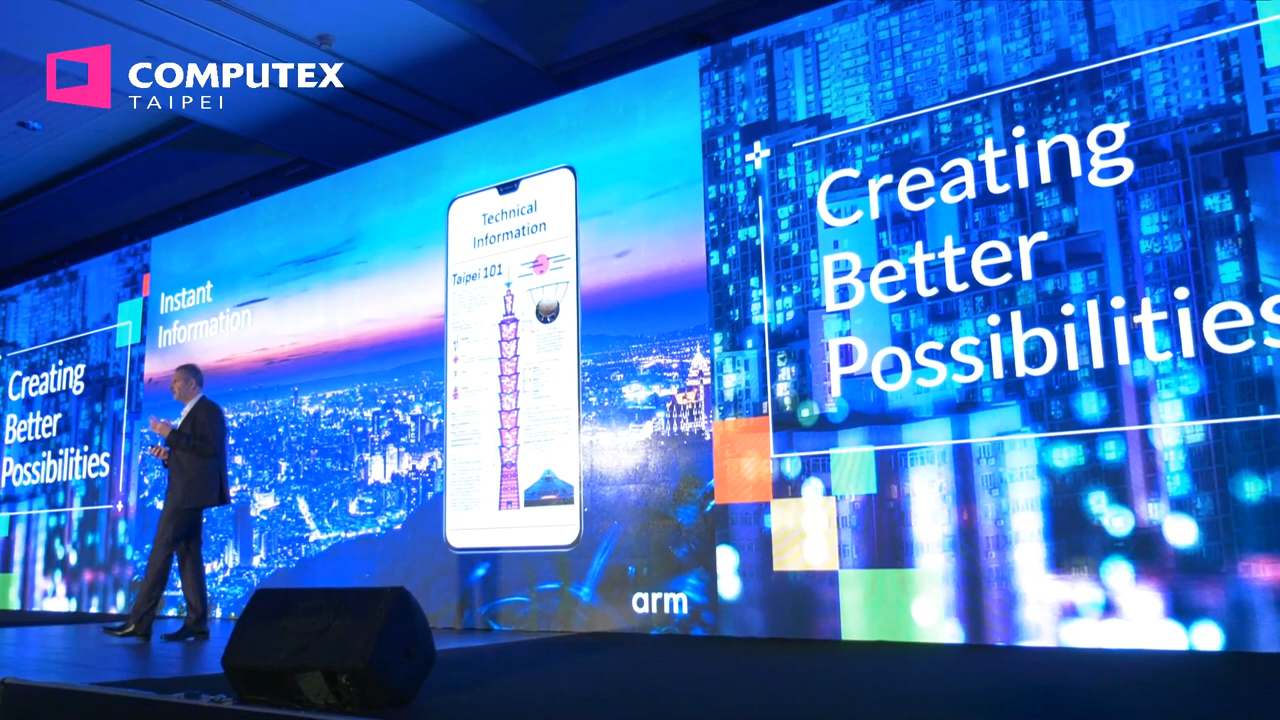 COMPUTEX
TAIPEI
Instant
Information
Creating
Better
Possibilities
Technical
Information
Taipei 101
arm
Creating
Better
Possibilities